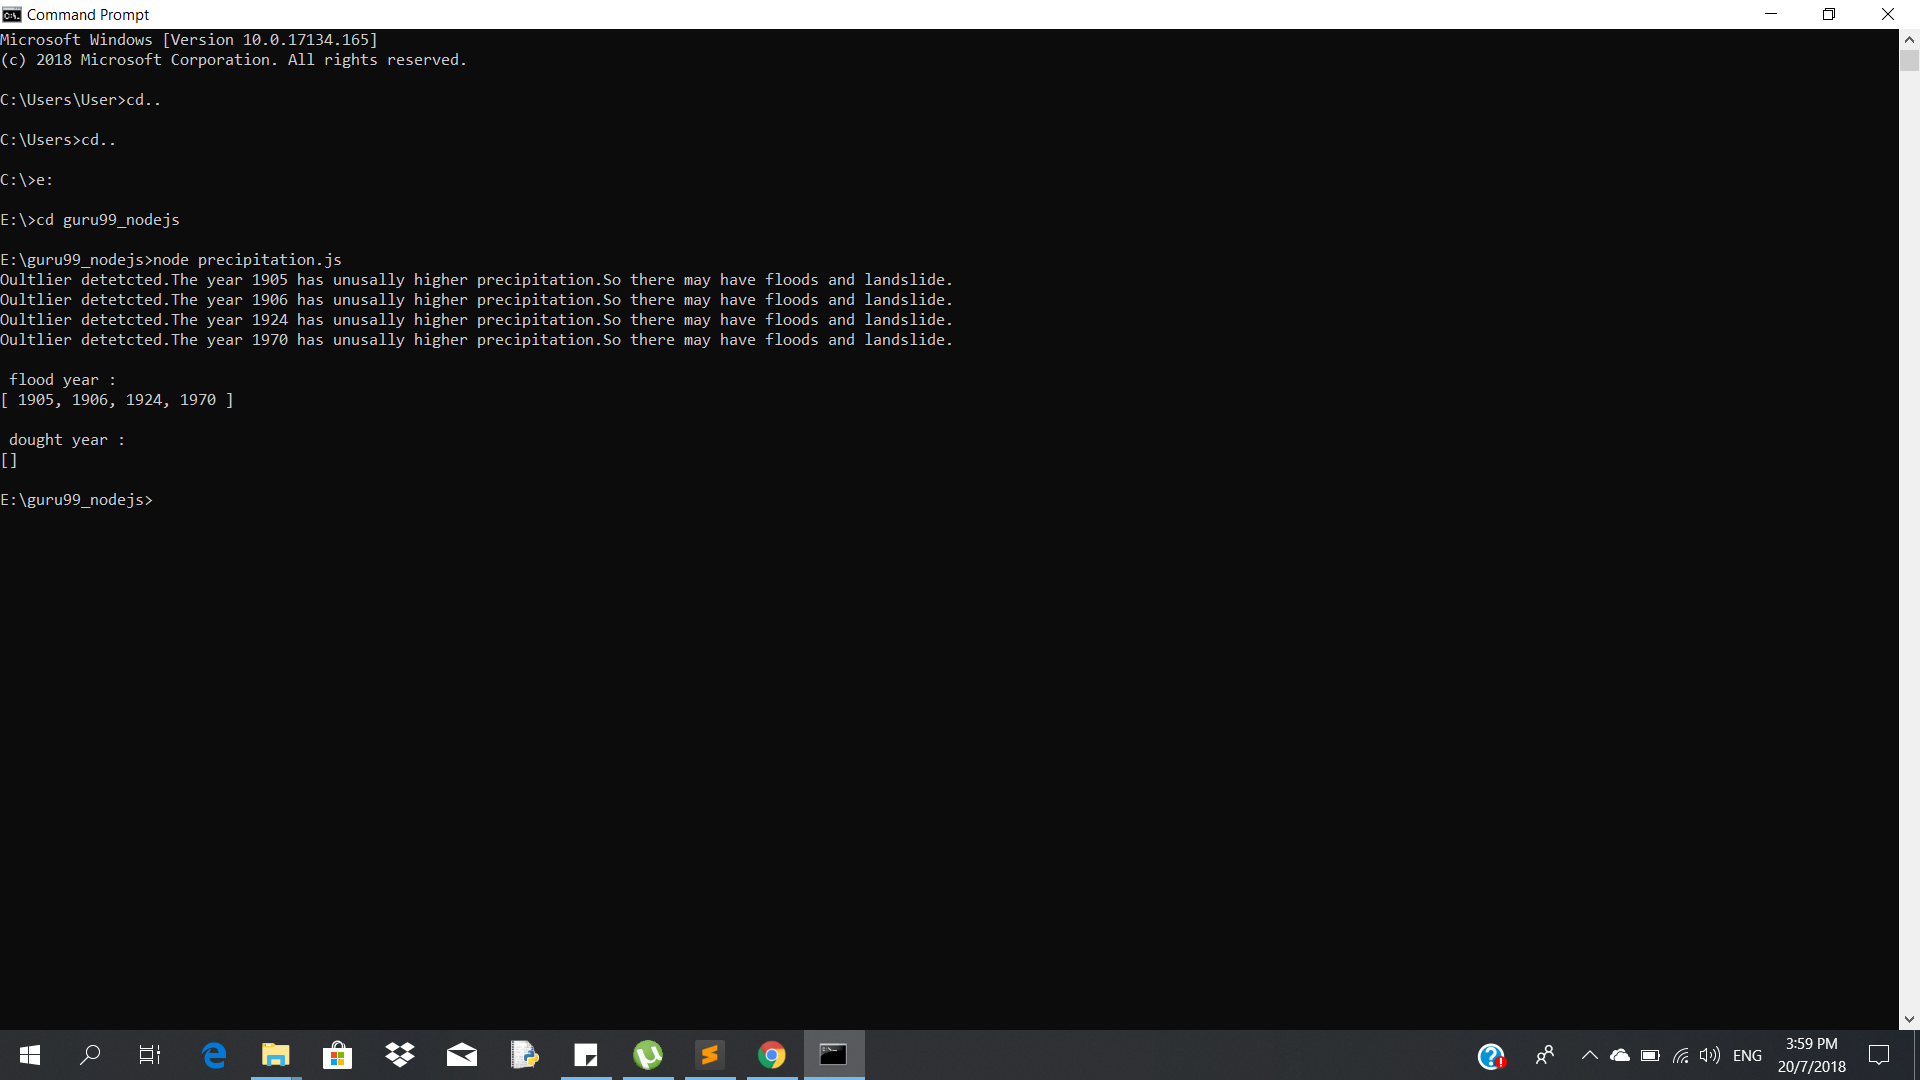 Command Prompt
Microsoft Windows [Version 10.0.17134.165]
(c) 2018 Microsoft Corporation. All rights reserved.
C:\Users\User>cd..
C:\Users>cd..
C:\>e:
E:\>cd guru99_nodejs
E:\guru99_nodejs>node precipitation.js
Oultlier detetcted.The year 1905 has unusally higher precipitation.So there may have floods and landslide.
Oultlier detetcted.The year 1906 has unusally higher precipitation.So there may have floods and landslide.
Oultlier detetcted.The year 1924 has unusally higher precipitation.So there may have floods and landslide.
Oultlier detetcted.The year 1970 has unusally higher precipitation.So there may have floods and landslide.
flood year :
[ 1905, 1906, 1924, 1970 ]
dought year :
[]
E:\guru99_nodejs>
ENG
3:59 PM
20/7/2018